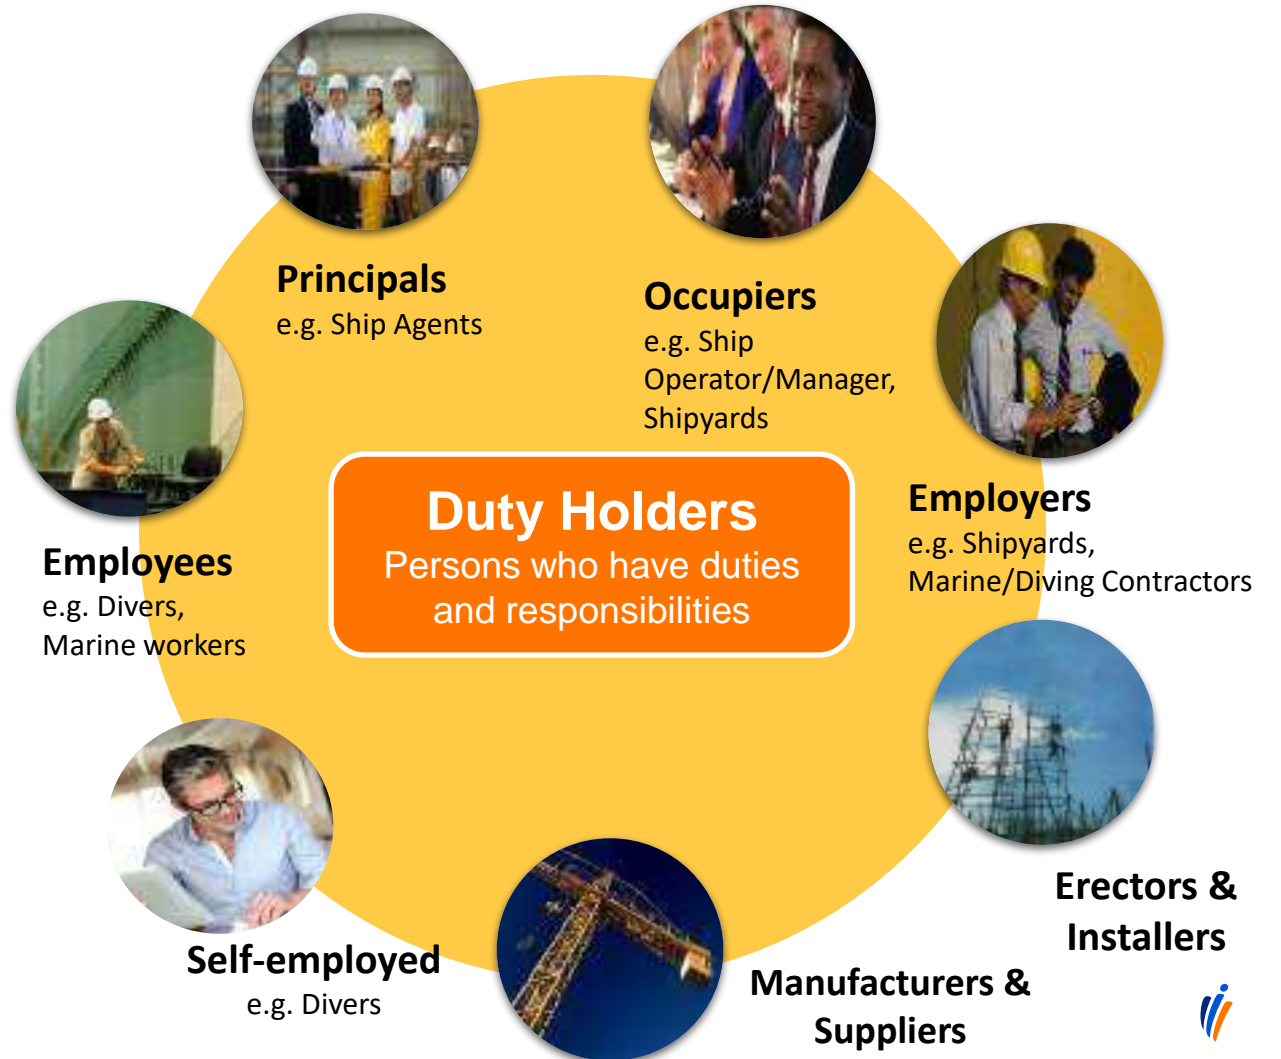 Principals
e.g. Ship Agents
Occupiers
e.g. Ship
Operator/Manager,
Shipyards
Employers
e.g. Shipyards,
Marine/Diving Contractors
Duty Holders
Persons who have duties
and responsibilities
Employees
e.g. Divers,
Marine workers
Erectors &
Installers
Self-employed
e.g. Divers
Manufacturers &
Suppliers